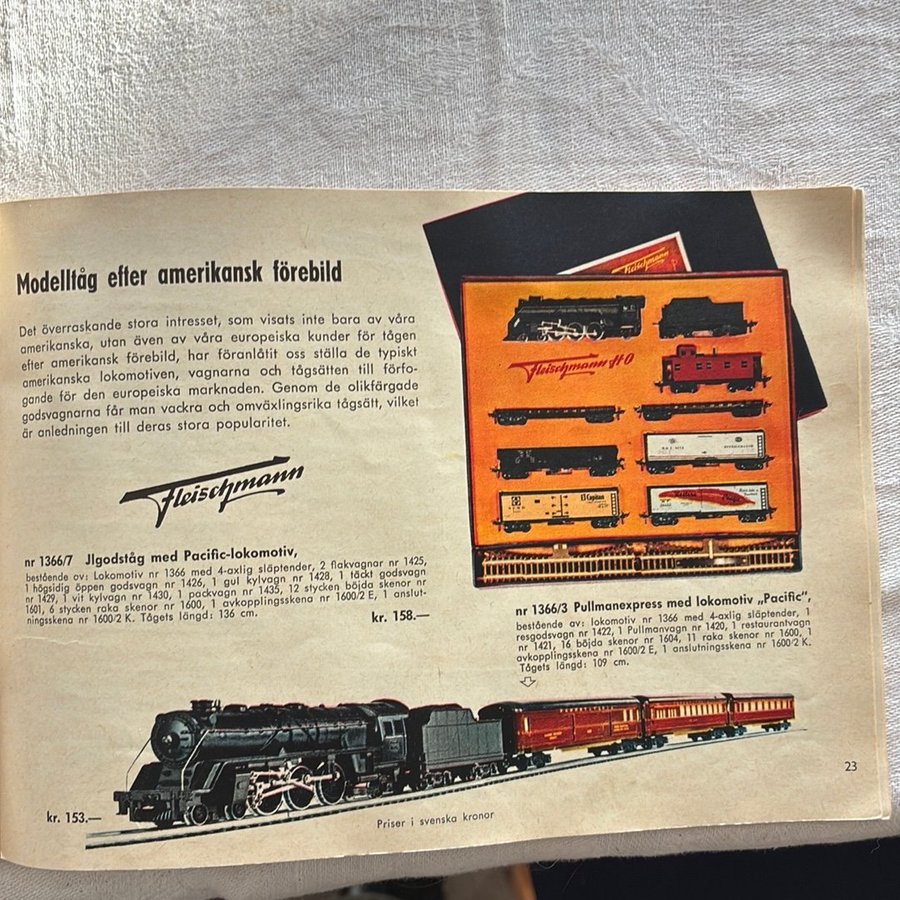 Modelltåg efter amerikansk förebild
Det överraskande stora intresset, som visats inte bara av våra
amerikanska, utan även av våra europeiska kunder för tågen
efter amerikansk förebild, har föranlåtit oss ställa de typiskt
amerikanska lokomotiven, vagnarna och tågsätten till förfo-
gande för den europeiska marknaden. Genom de olikfärgade
godsvagnarna får man vackra och omväxlingsrika tågsätt, vilket
är anledningen till deras stora popularitet.
Fleischmann
nr 1366/7 Jlgodståg med Pacific-lokomotiv,
bestående av: Lokomotiv nr 1366 med 4-axlig släptender, 2 flakvagnar nr 1425,
1 högsidig öppen godsvagn nr 1426, 1 gul kylvagn nr 1428, 1 täckt godsvagn
nr 1429, 1 vit kylvagn nr 1430, 1 packvagn nr 1435, 12 stycken böjda skenor nr
1601, 6 stycken raka skenor nr 1600, 1 avkopplingsskena nr 1600/2 E, 1 anslut-
ningsskena nr 1600/2 K. Tågets längd: 136 cm.
kr. 158.—
Fleischmann
Fleischmann HO
El Capitan
nr 1366/3 Pullmanexpress med lokomotiv „Pacific",
bestående av: lokomotiv nr 1366 med 4-axlig släptender, 1
resgodsvagn nr 1422, 1 Pullmanvagn nr 1420, 1 restaurantvagn
nr 1421, 16 böjda skenor nr 1604, 11 raka skenor nr 1600, 1
avkopplingsskena nr 1600/2 E, 1 anslutningsskena nr 1600/2 K.
Tågets längd: 109 cm.
kr. 153.—
Priser i svenska kronor
23